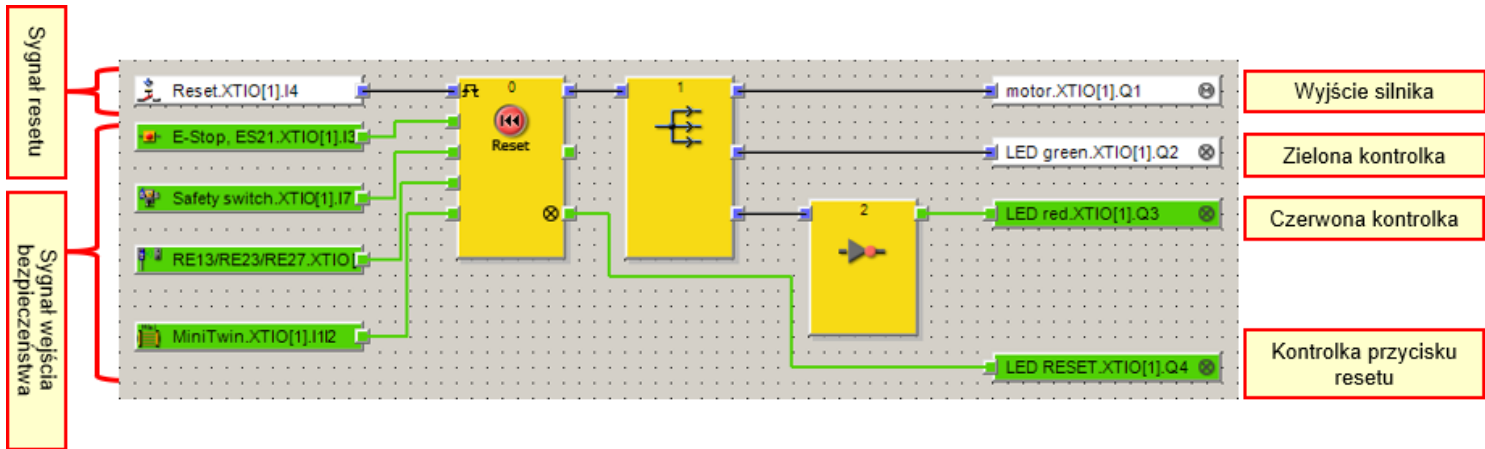 Sygnał resetu
Sygnał wejścia
bezpieczeństwa
Reset.XTIO[1].I4
E-Stop, ES21.XTIO[1].I3
Safety switch.XTIO[1].I7
RE13/RE23/RE27.XTIO[
MiniTwin.XTIO[1].I1I2
0
Reset
1
2
motor.XTIO[1].Q1
LED green.XTIO[1].Q2
LED red.XTIO[1].Q3
LED RESET.XTIO[1].Q4
Wyjście silnika
Zielona kontrolka
Czerwona kontrolka
Kontrolka przycisku
resetu